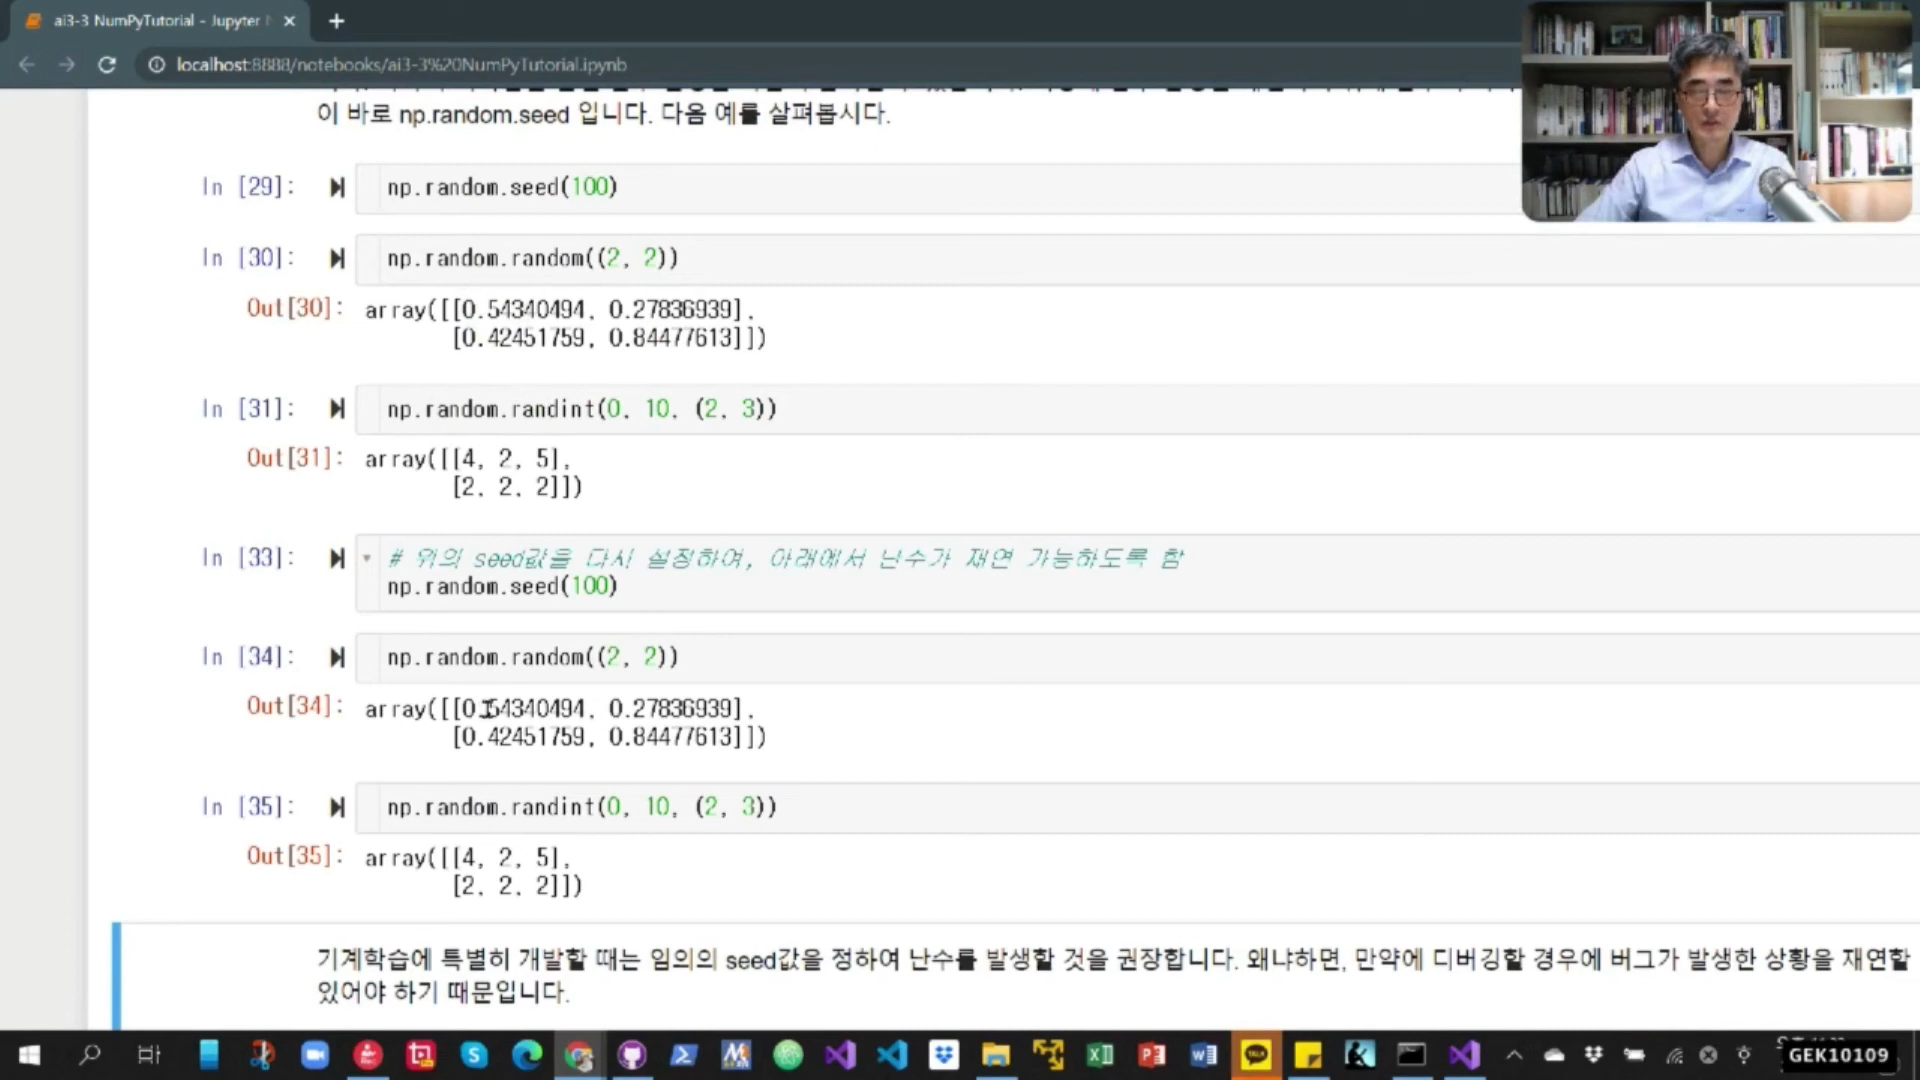 ai3-3 NumPyTutorial - Jupyter
localhost:8888/notebooks/ai3-3%20NumPyTutorial.ipynb
이 바로 np.random.seed 입니다. 다음 예를 살펴봅시다.
In [29]: np.random.seed(100)
In [30]: np.random.random((2, 2))
Out[30]: array([[0.54340494, 0.27836939],
[0.42451759, 0.84477613]])
In [31]: np.random.randint(0, 10, (2, 3))
Out[31]: array([[4, 2, 5],
[2, 2, 2]])
In [33]: # 위의 seed값을 다시 설정하여, 아래에서 난수가 재연 가능하도록 함
np.random.seed(100)
In [34]: np.random.random((2, 2))
Out[34]: array([[0.54340494, 0.27836939],
[0.42451759, 0.84477613]])
In [35]: np.random.randint(0, 10, (2, 3))
Out[35]: array([[4, 2, 5],
[2, 2, 2]])
기계학습에 특별히 개발할 때는 임의의 seed값을 정하여 난수를 발생할 것을 권장합니다. 왜냐하면, 만약에 디버깅할 경우에 버그가 발생한 상황을 재연할
있어야 하기 때문입니다.
GEK10109